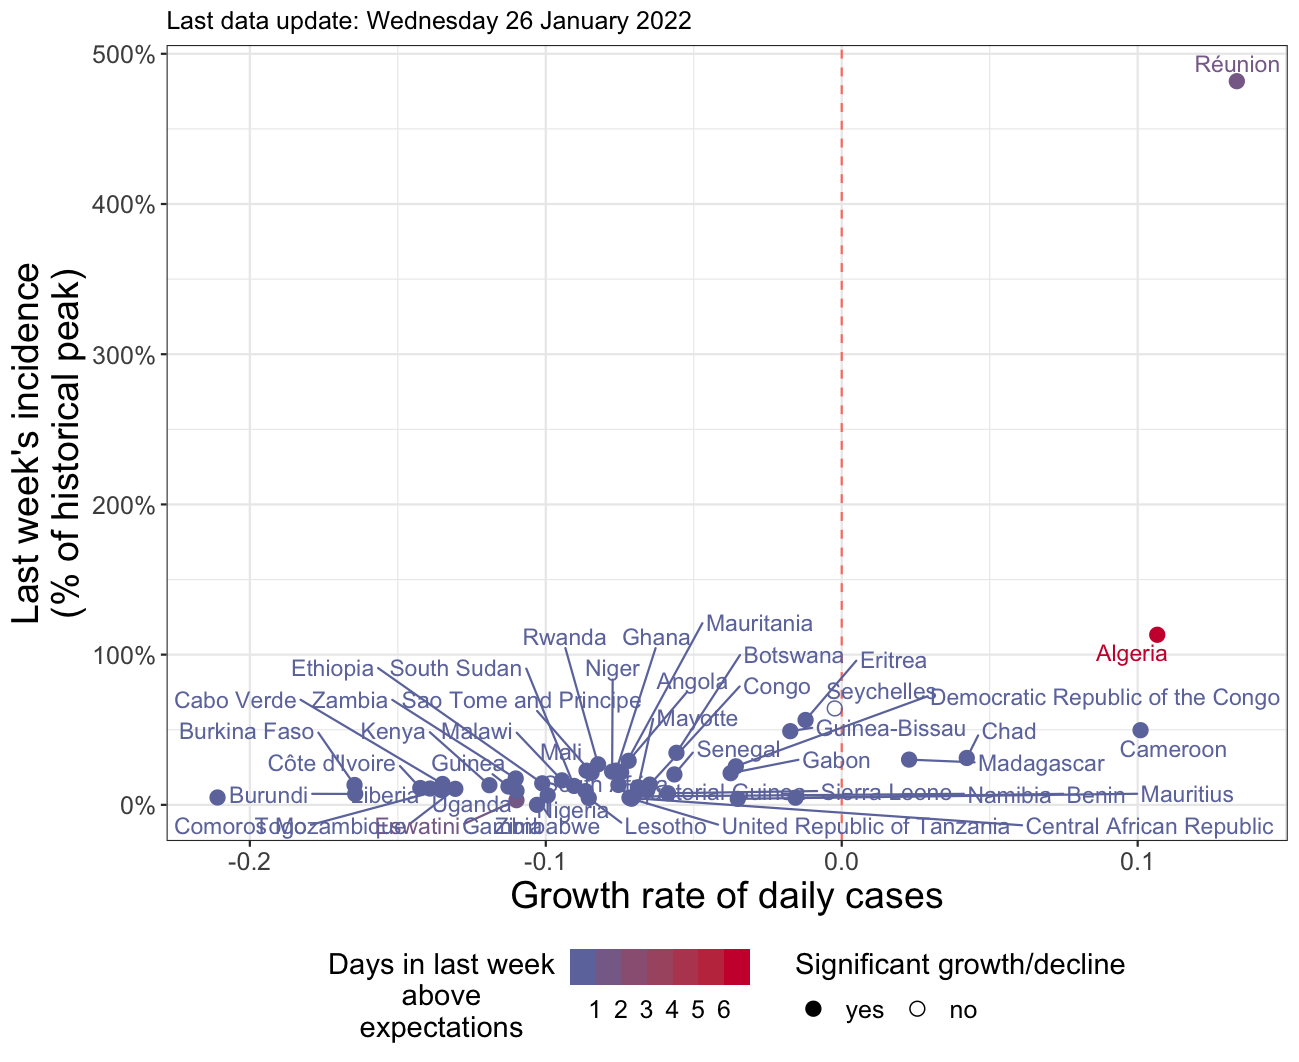 Last data update: Wednesday 26 January 2022
500%
Réunion
400%
300%
200%
100%
0%
Last week's incidence
(% of historical peak)
Mauritania
Rwanda
Ghana
Algeria
Botswana
Eritrea
Ethiopia
South Sudan
Niger
Angola
Congo
Seychelles
Democratic Republic of the Congo
Cabo Verde
Zambia
Sao Tome and Principe
Mayotte
Burkina Faso
Kenya
Malawi
Guinea-Bissau
Chad
Mali
Senegal
Cameroon
Côte d'Ivoire
Guinea
Gabon
Madagascar
Burundi
Liberia
Uganda
Nigeria
Sierra Leone
Namibia
Benin
Mauritius
Comoros
Togo
Mozambique
Eswatini
Gambia
Zimbabwe
Lesotho
United Republic of Tanzania
Central African Republic
-0.2
-0.1
0.0
0.1
Growth rate of daily cases
Days in last week
above
expectations
1 2 3 4 5 6
Significant growth/decline
yes
no